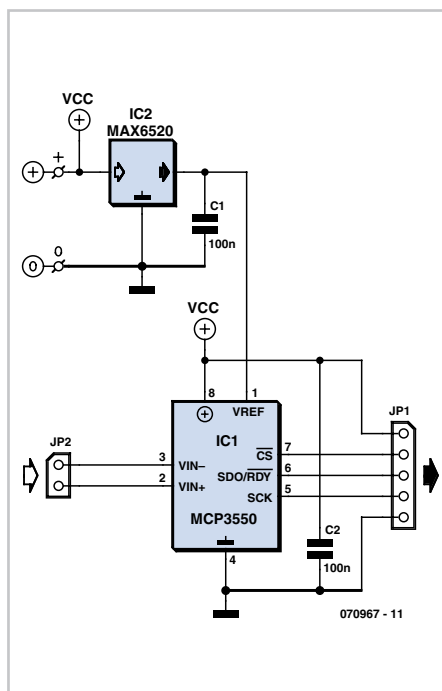 VCC
IC2
MAX6520
+
+
C1
100n
0
0
VCC
8
1
+
VREF
JP1
JP2
IC1
CS
7
3
VIN–
SDO/RDY
6
2
VIN+
SCK
5
MCP3550
C2
4
100n
070967 - 11